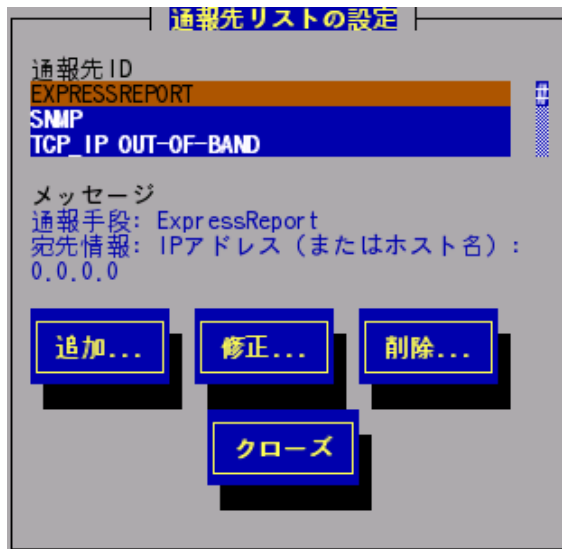 通報先リストの設定
通報先ID
EXPRESSREPORT
SNMP
TCP_IP OUT-OF-BAND
メッセージ
通報手段: ExpressReport
宛先情報: IPアドレス(またはホスト名):
0.0.0.0
追加... 修正... 削除...
クローズ